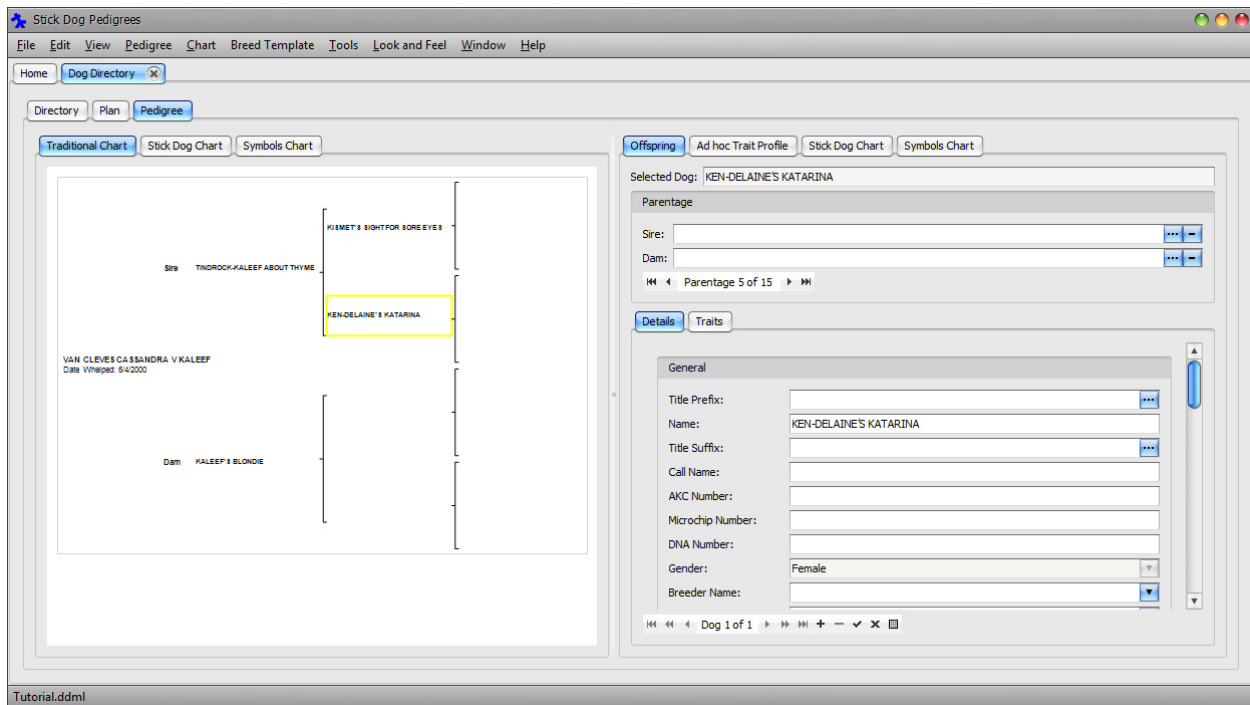 Stick Dog Pedigrees
File Edit View Pedigree Chart Breed Template Tools Look and Feel Window Help
Home Dog Directory
Directory Plan Pedigree
Traditional Chart Stick Dog Chart Symbols Chart
KISMET'S SIGHT FOR SORE EYES
Sire TINDROCK-KALEEF ABOUT THYME
KEN-DELAINE'S KATARINA
VAN CLEVES CASSANDRA V KALEEF
Date Whelped: 6/4/2000
Dam KALEEF'S BLONDIE
Offspring Ad hoc Trait Profile Stick Dog Chart Symbols Chart
Selected Dog: KEN-DELAINE'S KATARINA
Parentage
Sire:
Dam:
Parentage 5 of 15
Details Traits
General
Title Prefix:
Name: KEN-DELAINE'S KATARINA
Title Suffix:
Call Name:
AKC Number:
Microchip Number:
DNA Number:
Gender: Female
Breeder Name:
Dog 1 of 1
Tutorial.ddml